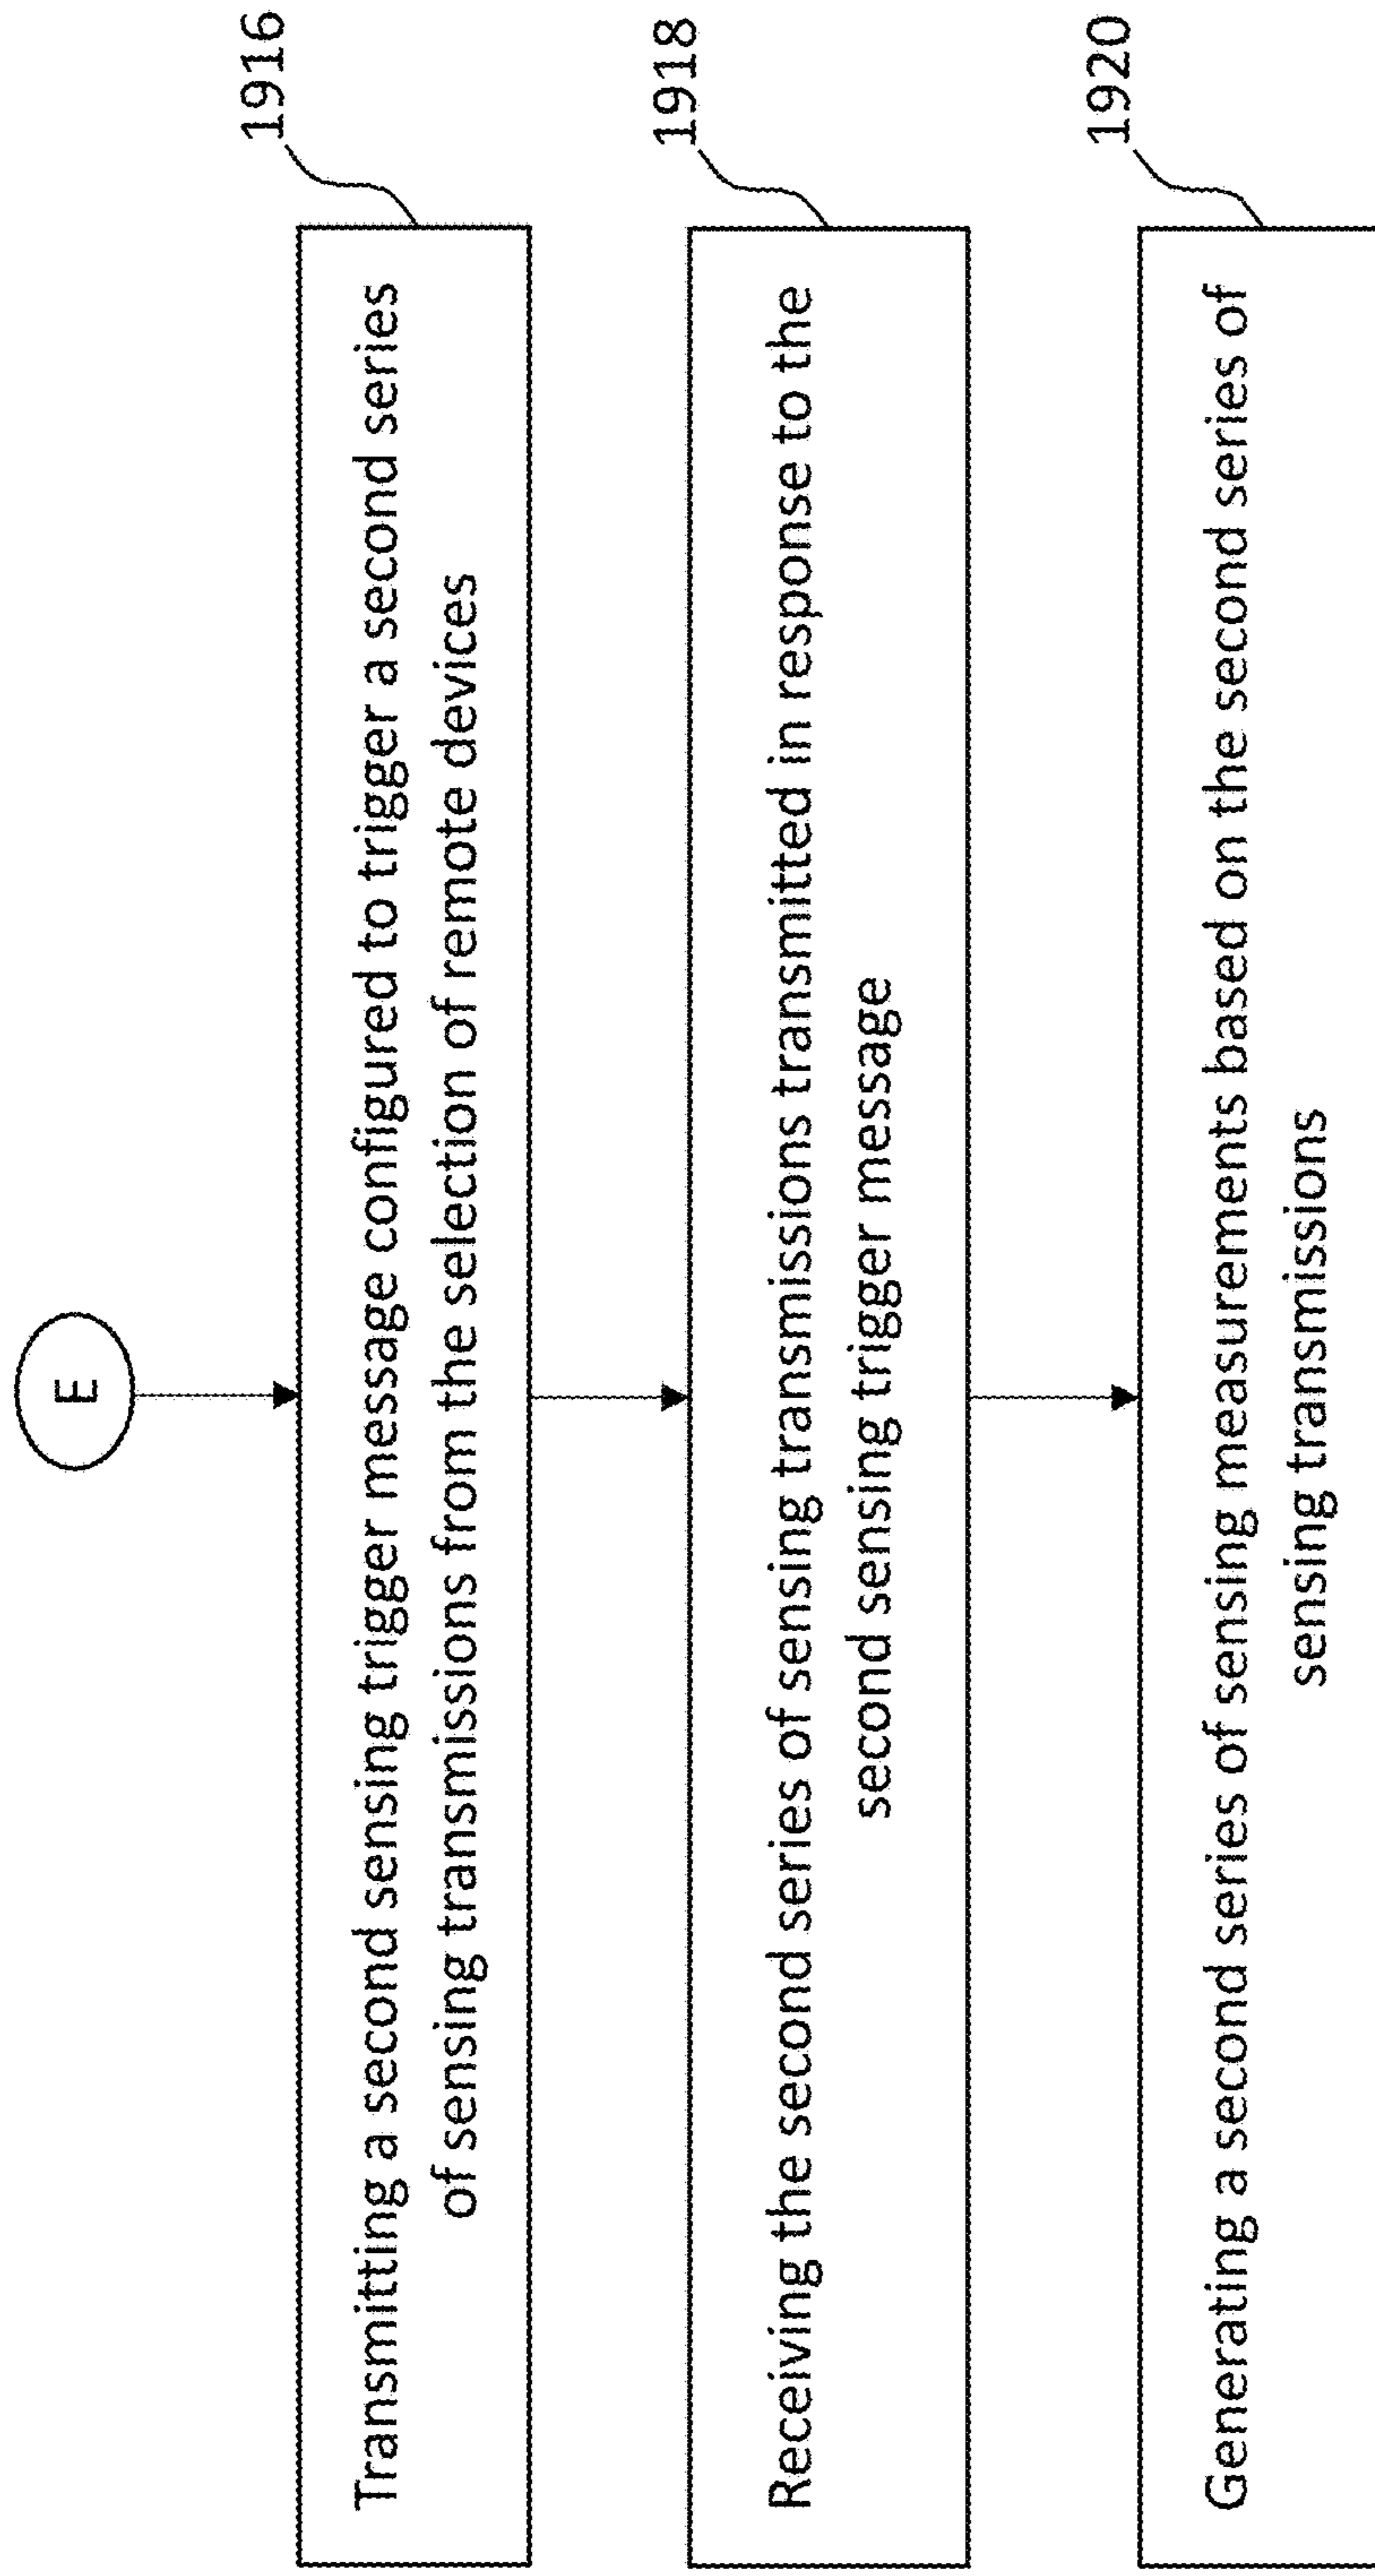 E
1916
Transmitting a second sensing trigger message configured to trigger a second series
of sensing transmissions from the selection of remote devices
1918
Receiving the second series of sensing transmissions transmitted in response to the
second sensing trigger message
1920
Generating a second series of sensing measurements based on the second series of
sensing transmissions